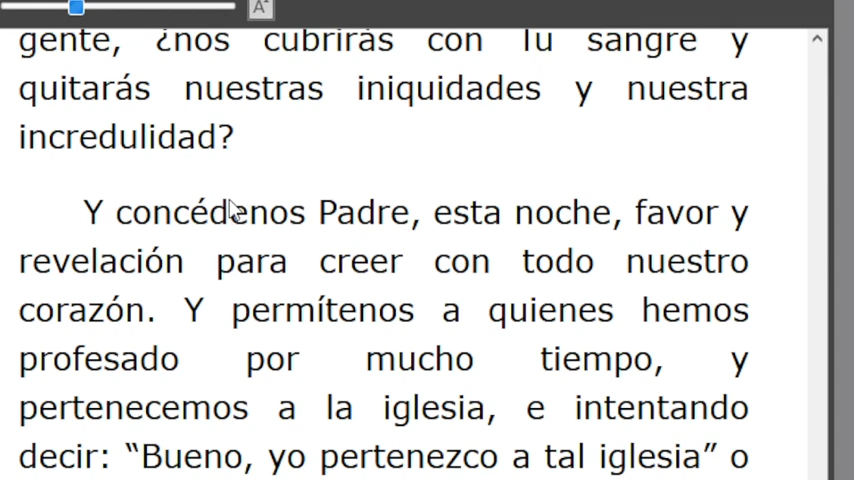 gente, ¿nos cubrirás con Tu sangre y
quitarás nuestras iniquidades y nuestra
incredulidad?
Y concédenos Padre, esta noche, favor y
revelación para creer con todo nuestro
corazón. Y permítenos a quienes hemos
profesado por mucho tiempo, y
pertenecemos a la iglesia, e intentando
decir: “Bueno, yo pertenezco a tal iglesia” o